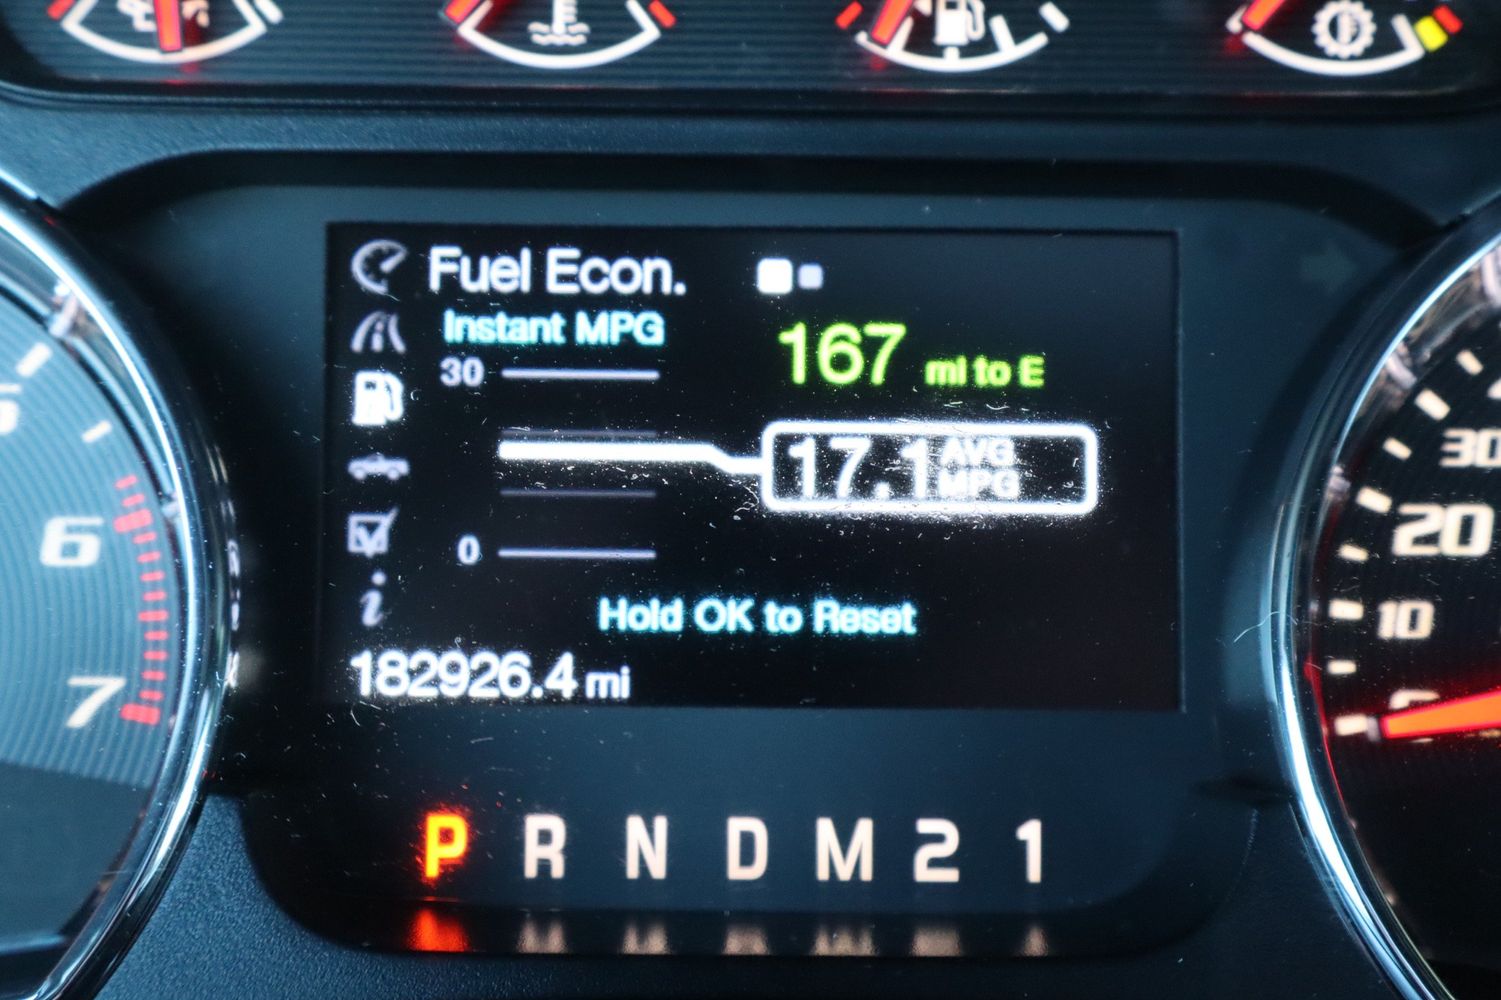 Fuel Econ.
Instant MPG
167 mi to E
30
17.1 AVG MPG
0
Hold OK to Reset
182926.4 mi
P R N D M 2 1
6
7
30
20
10